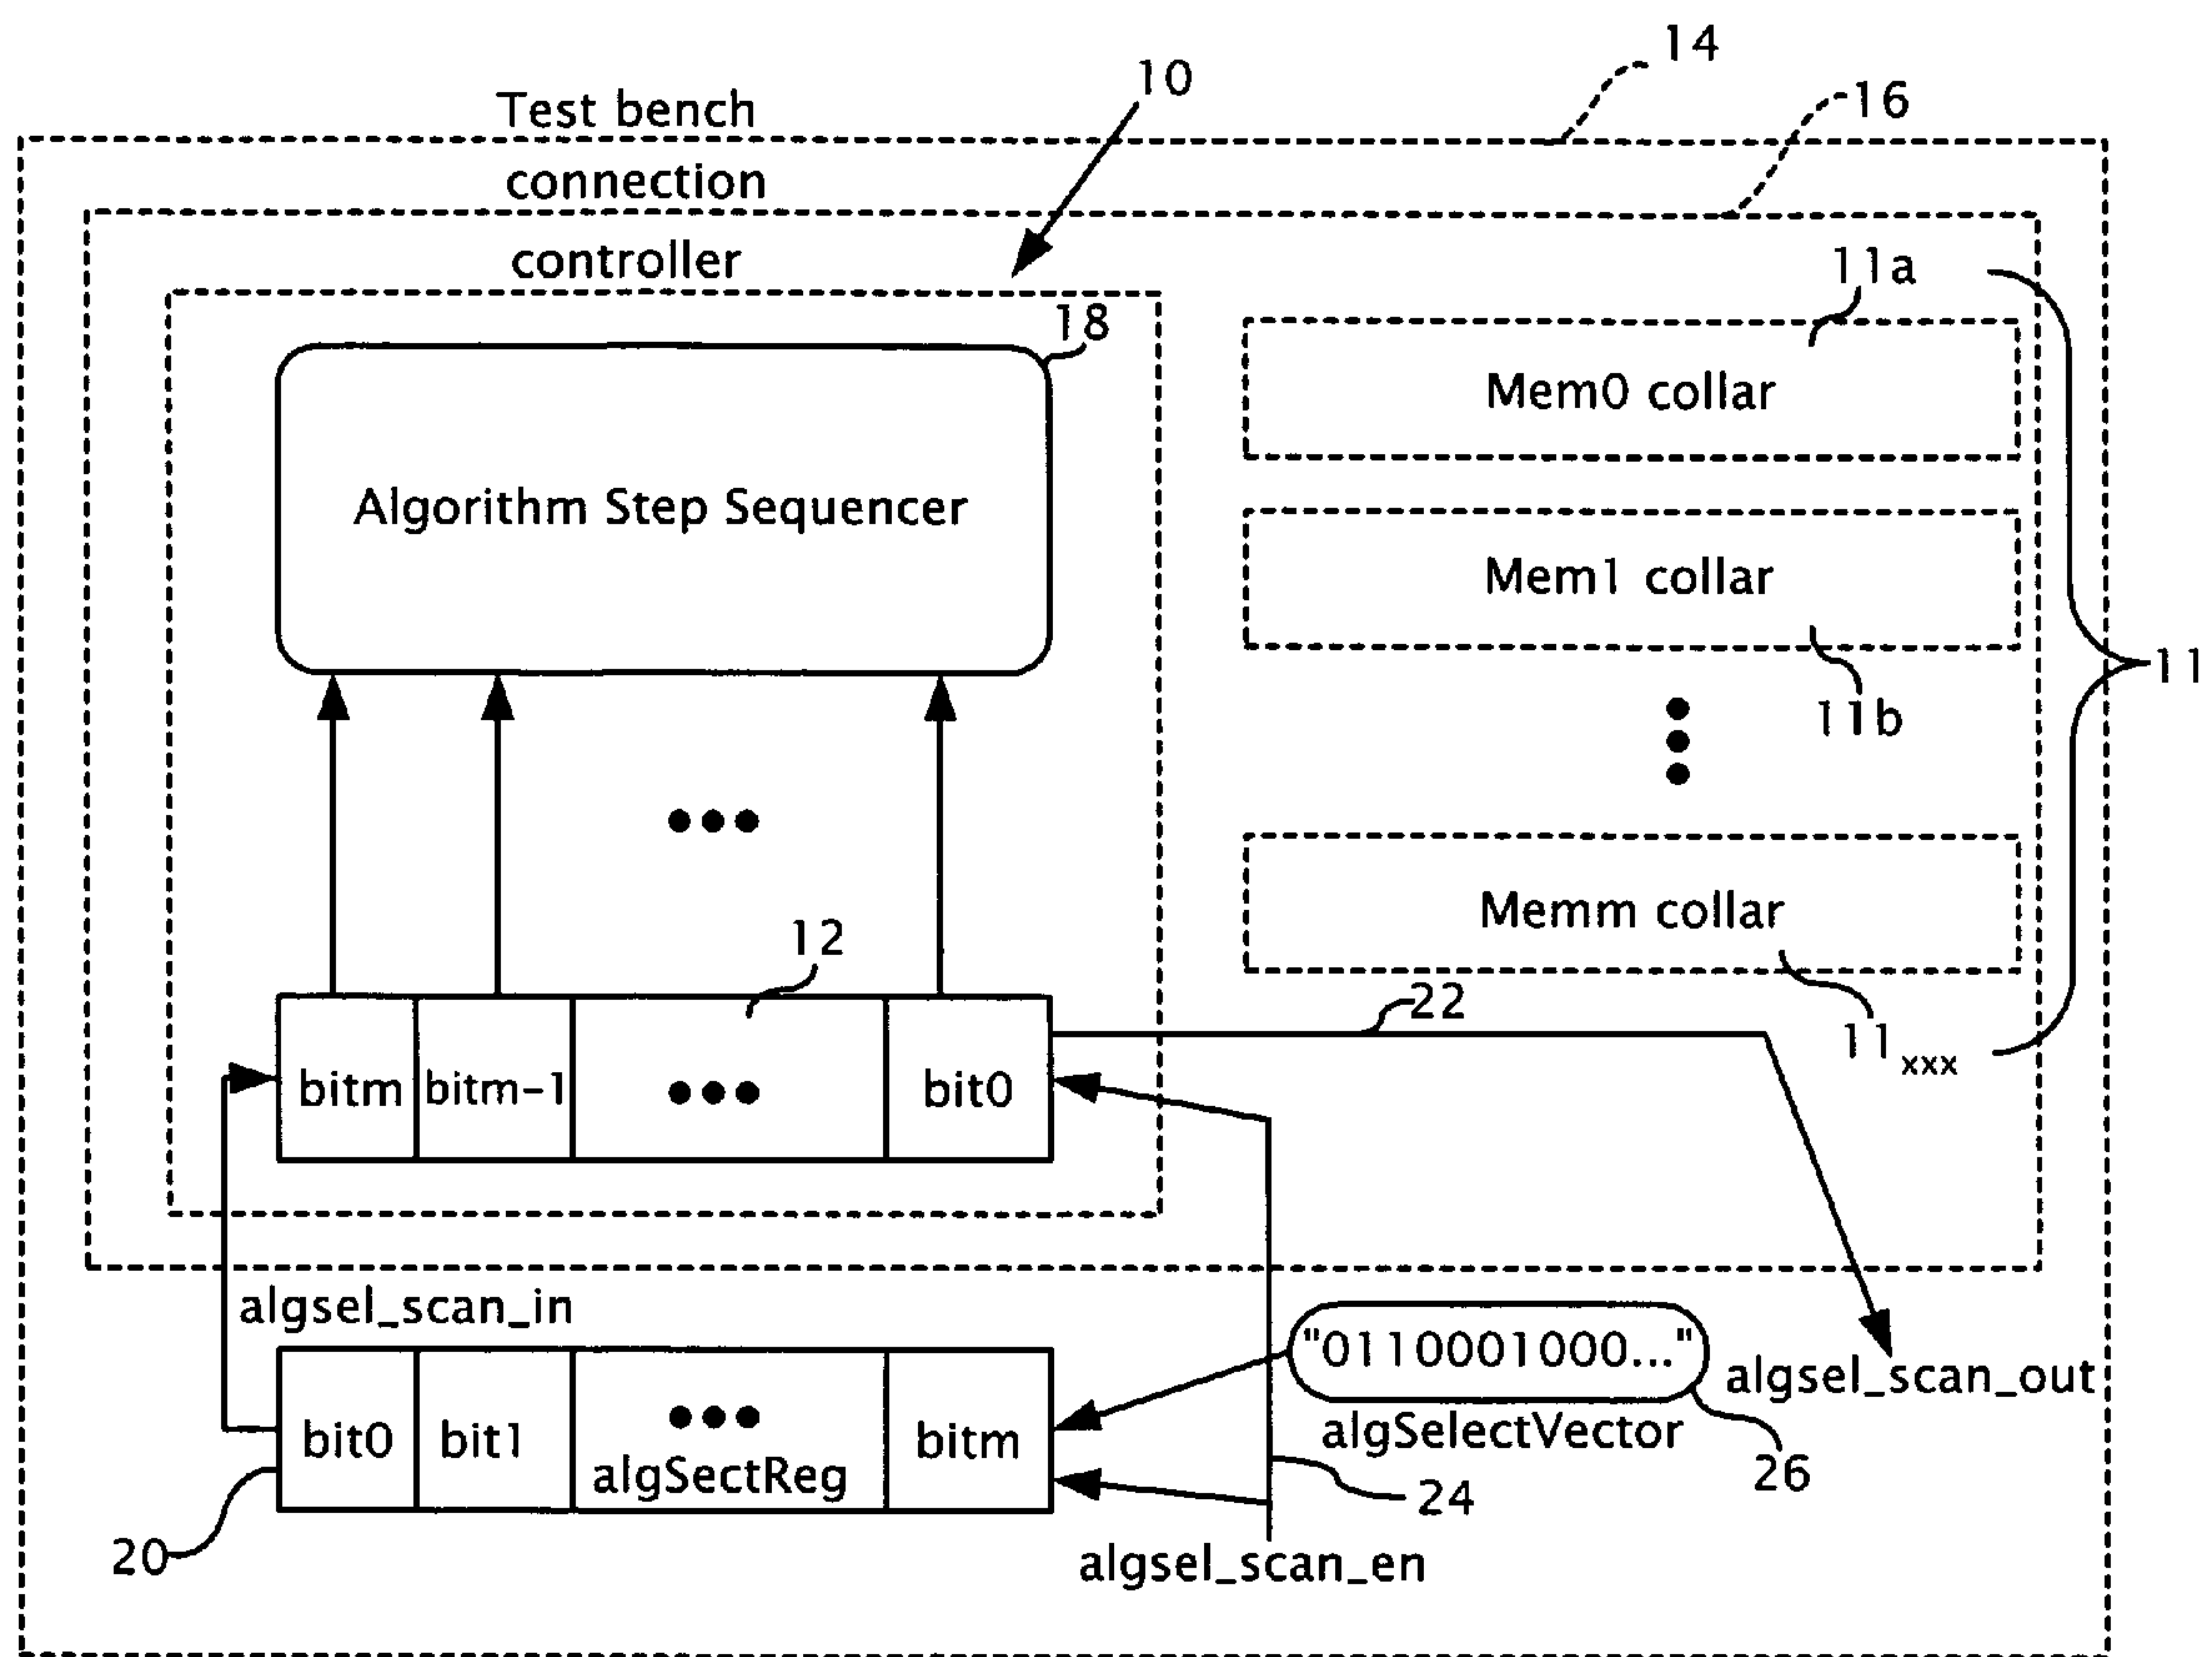 14
10
16
Test bench
connection
controller
11a
18
Mem0 collar
Algorithm Step Sequencer
Mem1 collar
11
11b
•••
Memm collar
12
22
11xxx
bitm bitm-1 ••• bit0
algsel_scan_in
"0110001000..."
algsel_scan_out
algSelectVector
bit0 bit1 ••• bitm
algSectReg
26
24
20
algsel_scan_en